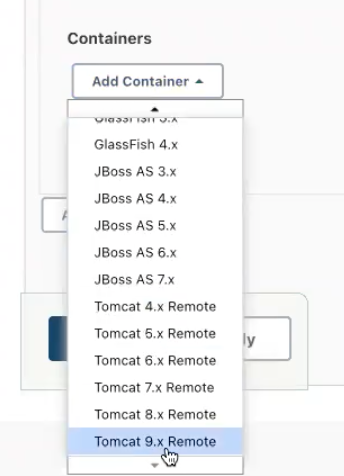 Containers
Add Container
GlassFish 3.x
GlassFish 4.x
JBoss AS 3.x
JBoss AS 4.x
JBoss AS 5.x
JBoss AS 6.x
JBoss AS 7.x
Tomcat 4.x Remote
Tomcat 5.x Remote
Tomcat 6.x Remote
Tomcat 7.x Remote
Tomcat 8.x Remote
Tomcat 9.x Remote